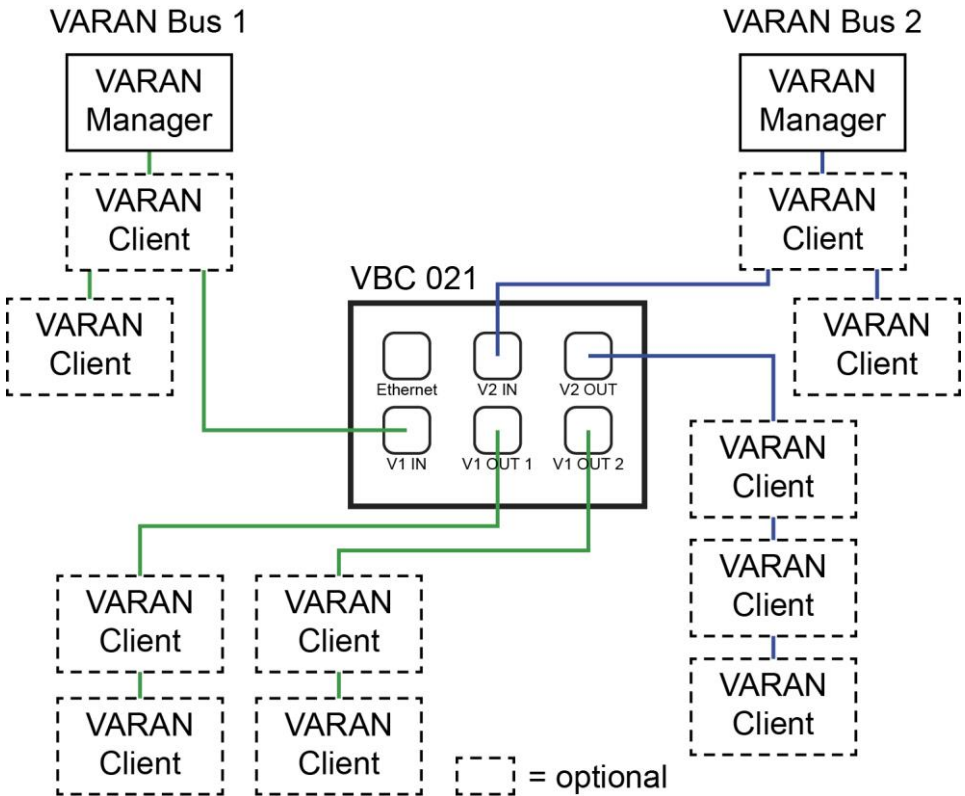 VARAN Bus 1
VARAN Bus 2
VARAN
Manager
VARAN
Manager
VARAN
Client
VARAN
Client
VBC 021
VARAN
Client
VARAN
Client
Ethernet
V2 IN
V2 OUT
V1 IN
V1 OUT 1
V1 OUT 2
VARAN
Client
VARAN
Client
VARAN
Client
VARAN
Client
VARAN
Client
VARAN
Client
VARAN
Client
= optional